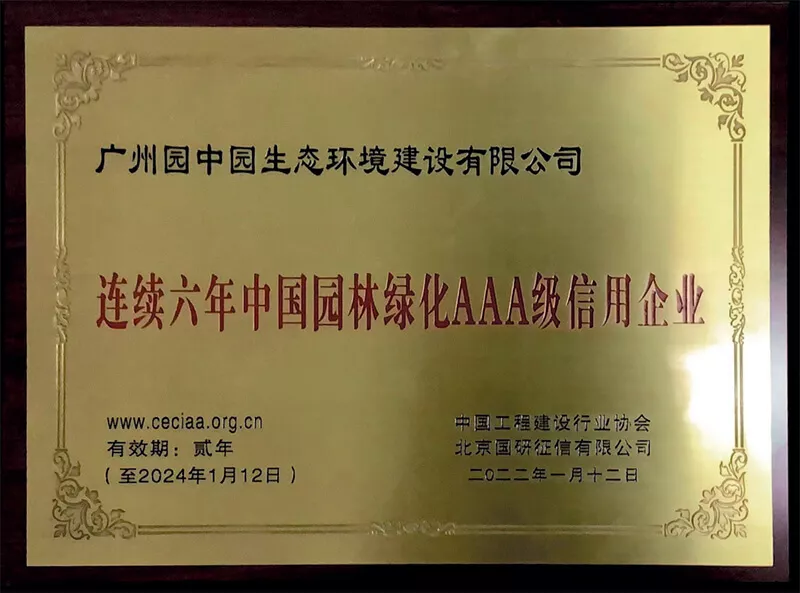 广州园中园生态环境建设有限公司
连续六年中国园林绿化AAA级信用企业
www.ceciaa.org.cn
有效期：贰年
（至2024年1月12日）
中国工程建设行业协会
北京国研征信有限公司
二〇二二年一月十二日